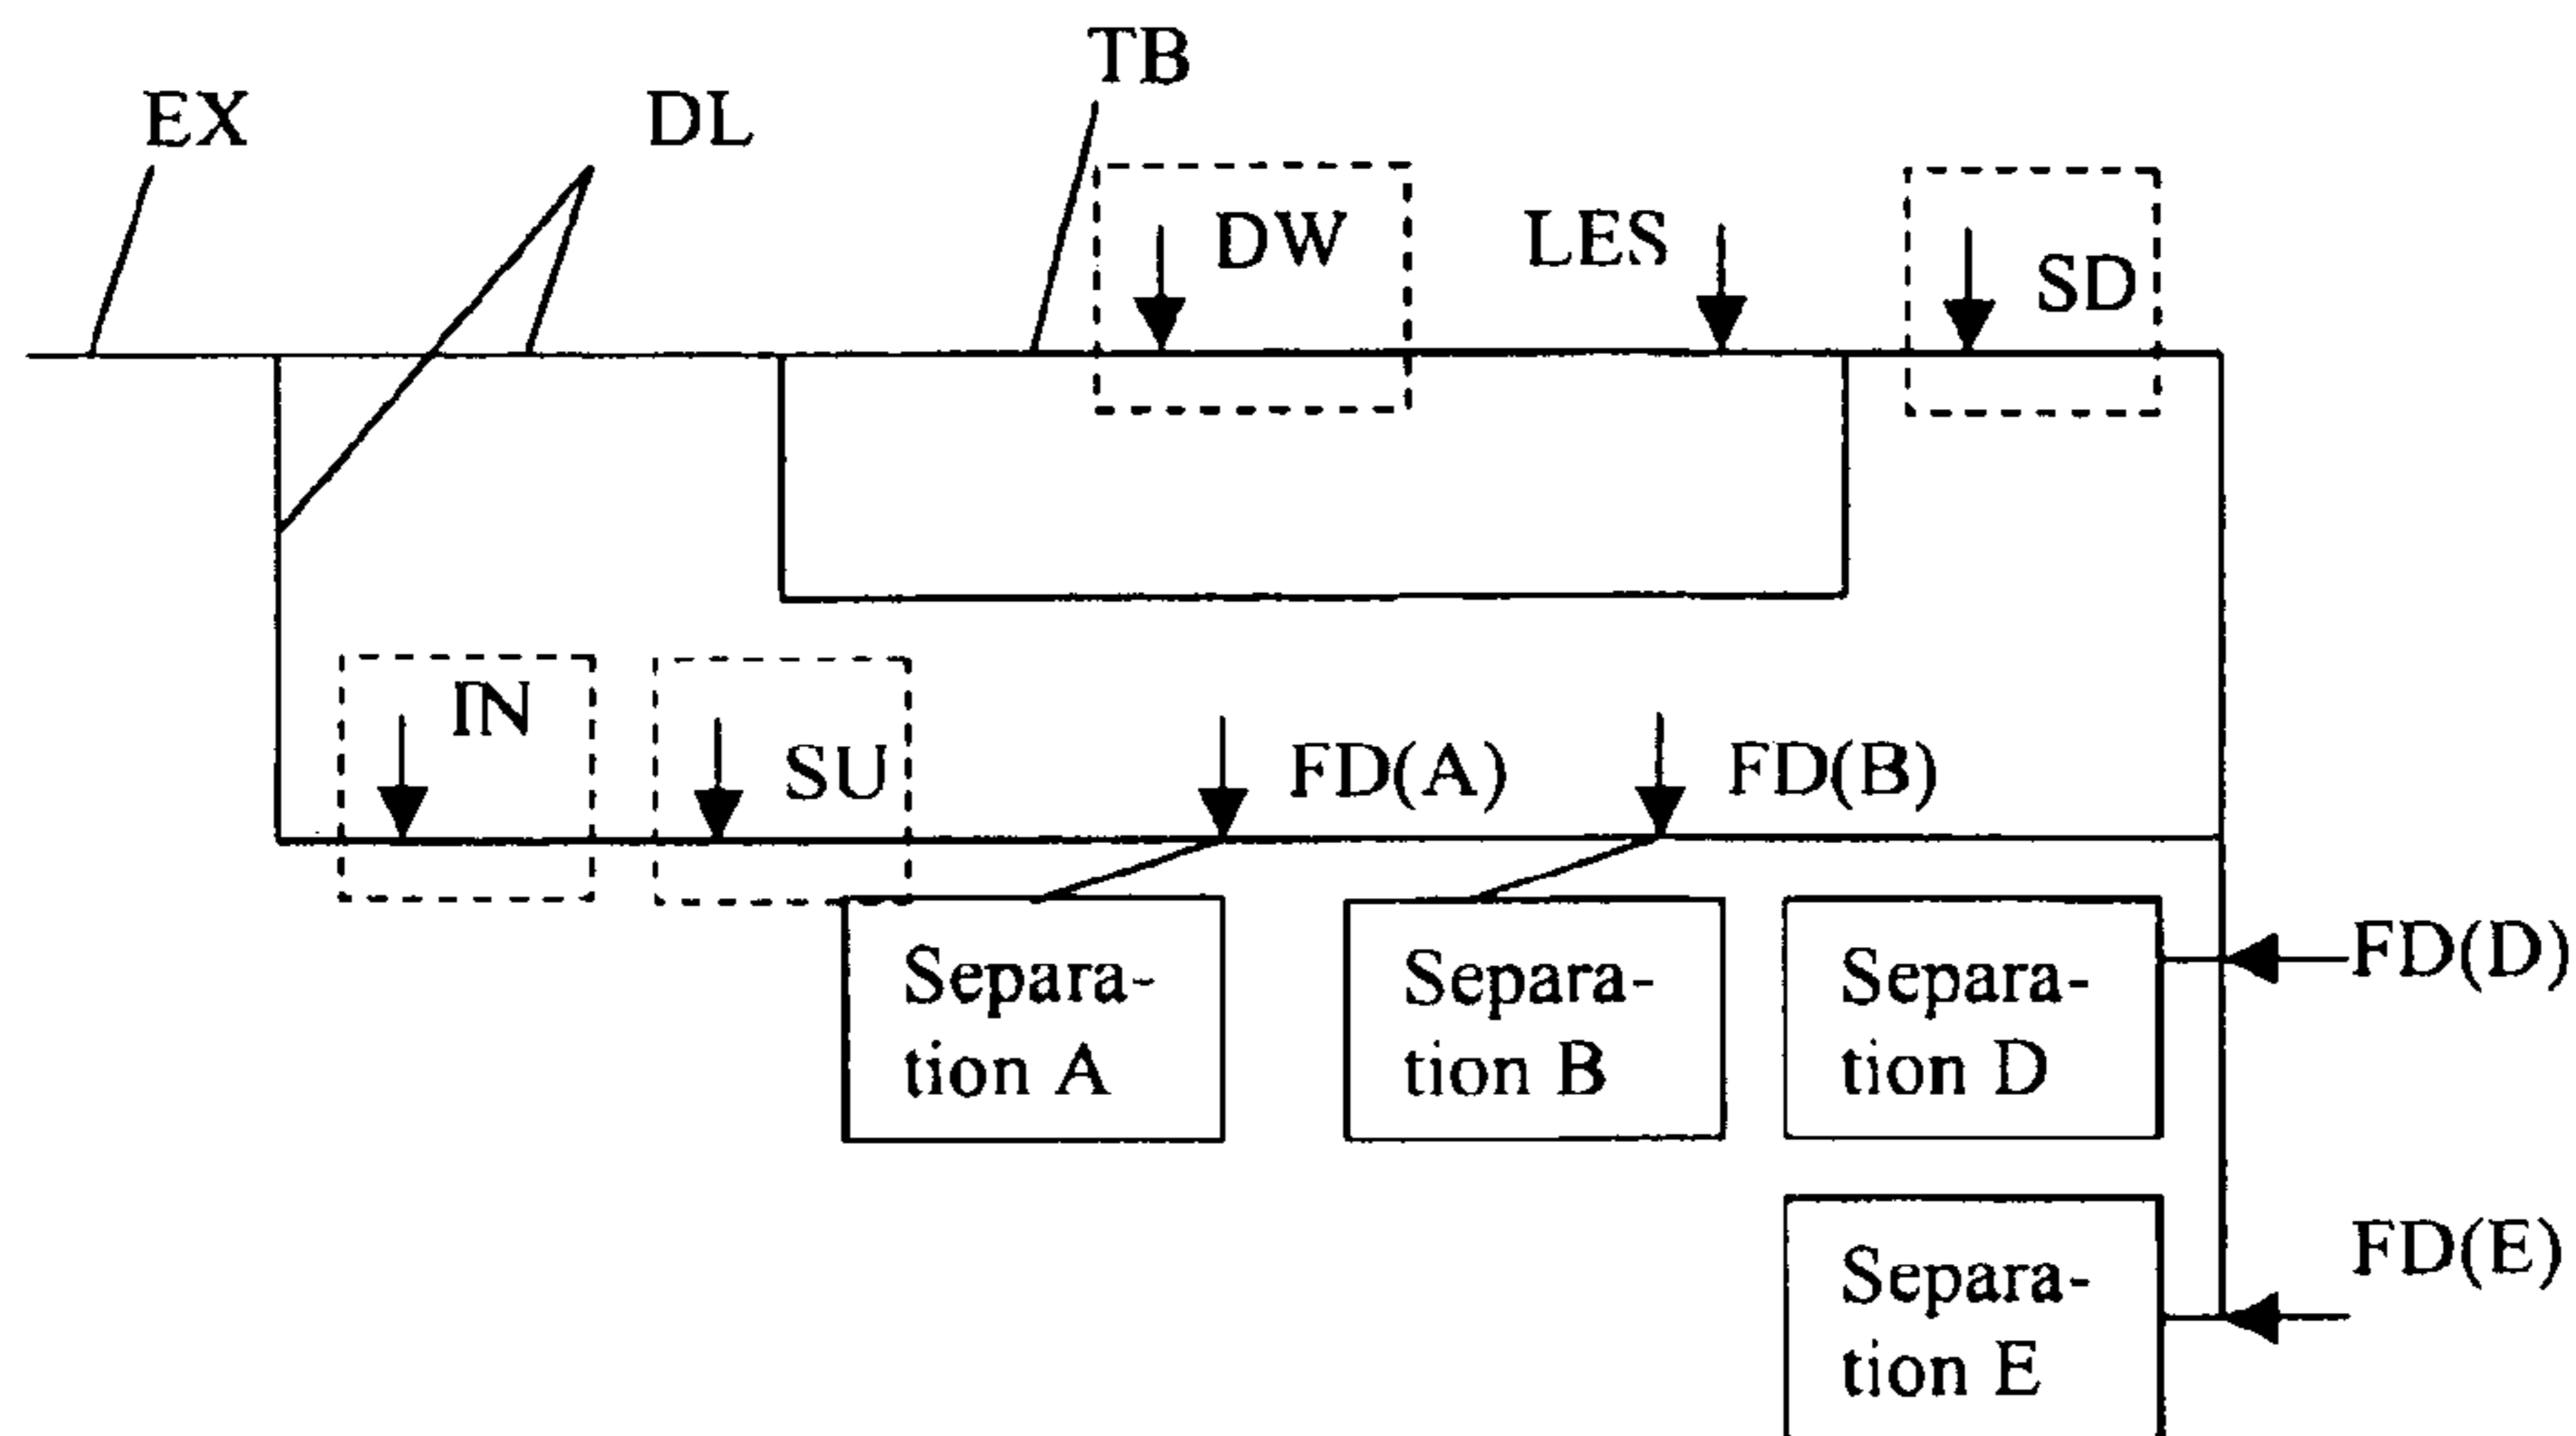 TB
EX
DL
DW
LES
SD
IN
SU
FD(A)
FD(B)
Separa-
tion A
Separa-
tion B
Separa-
tion D
FD(D)
Separa-
tion E
FD(E)